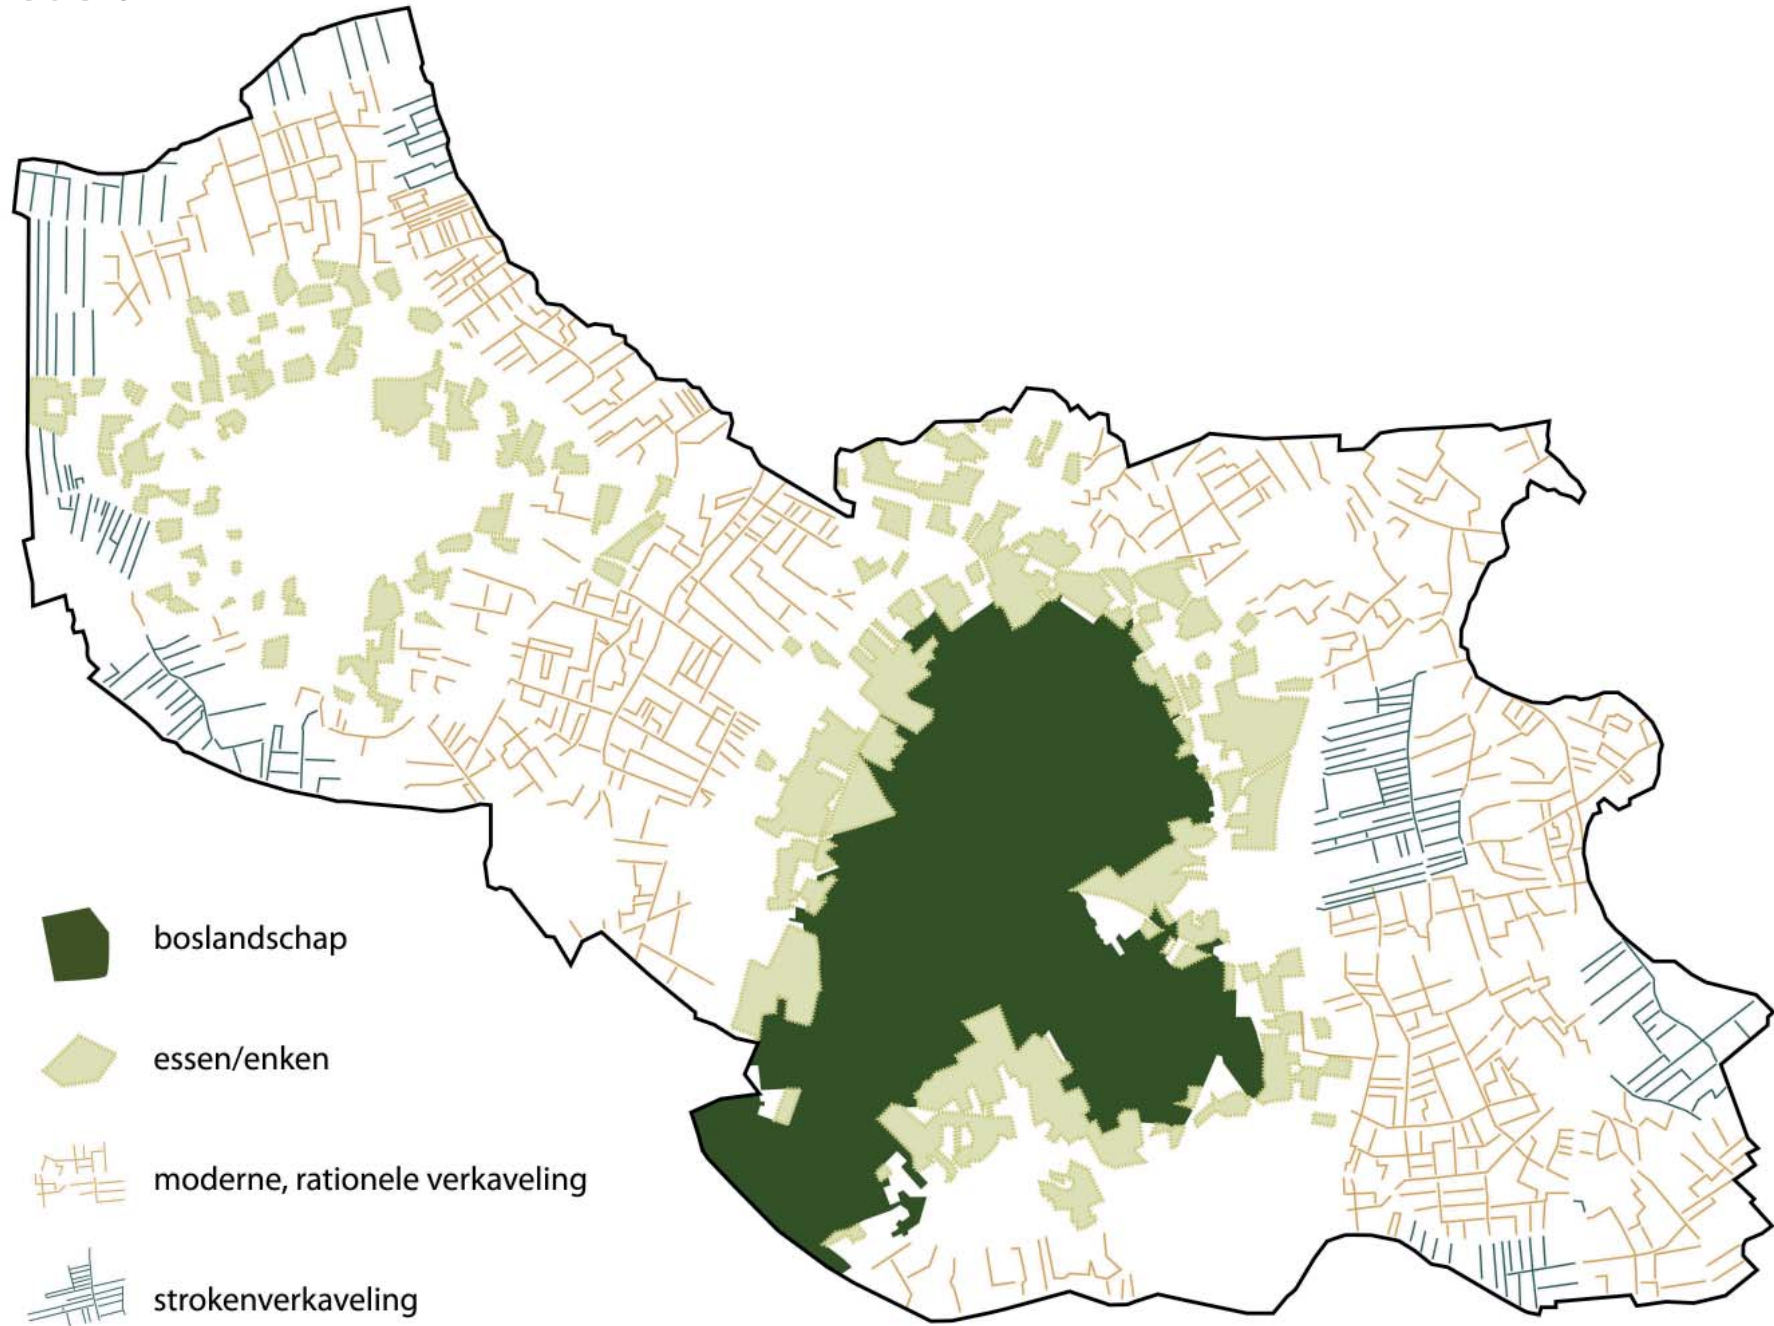 boslandschap
essen/enken
moderne, rationele verkaveling
strokenverkaveling